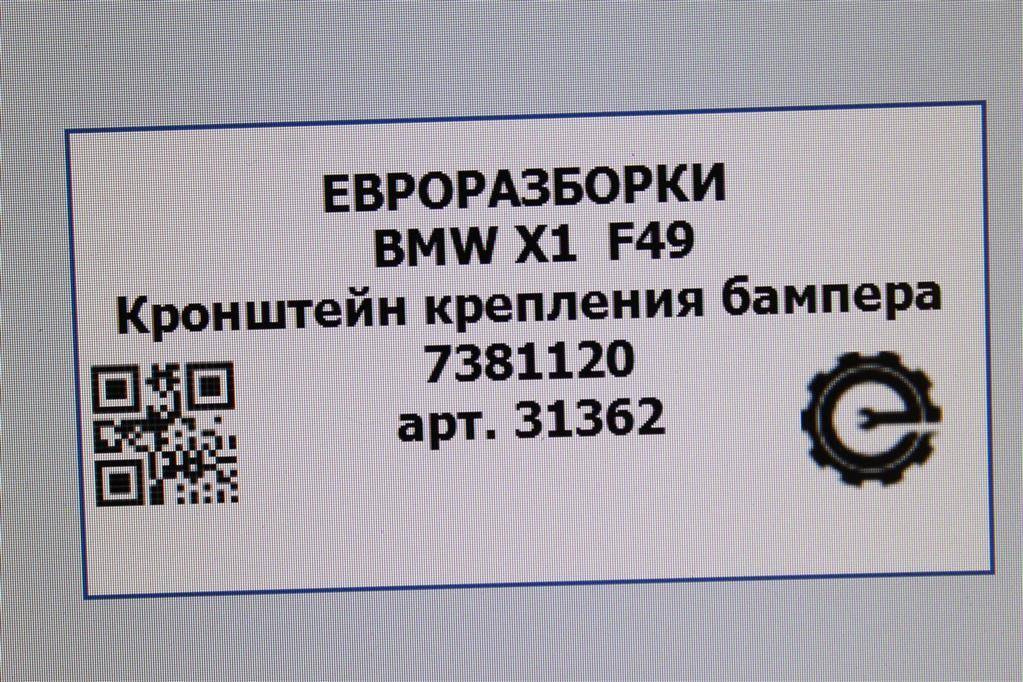 ЕВРОРАЗБОРКИ
BMW X1 F49
Кронштейн крепления бампера
7381120
арт. 31362